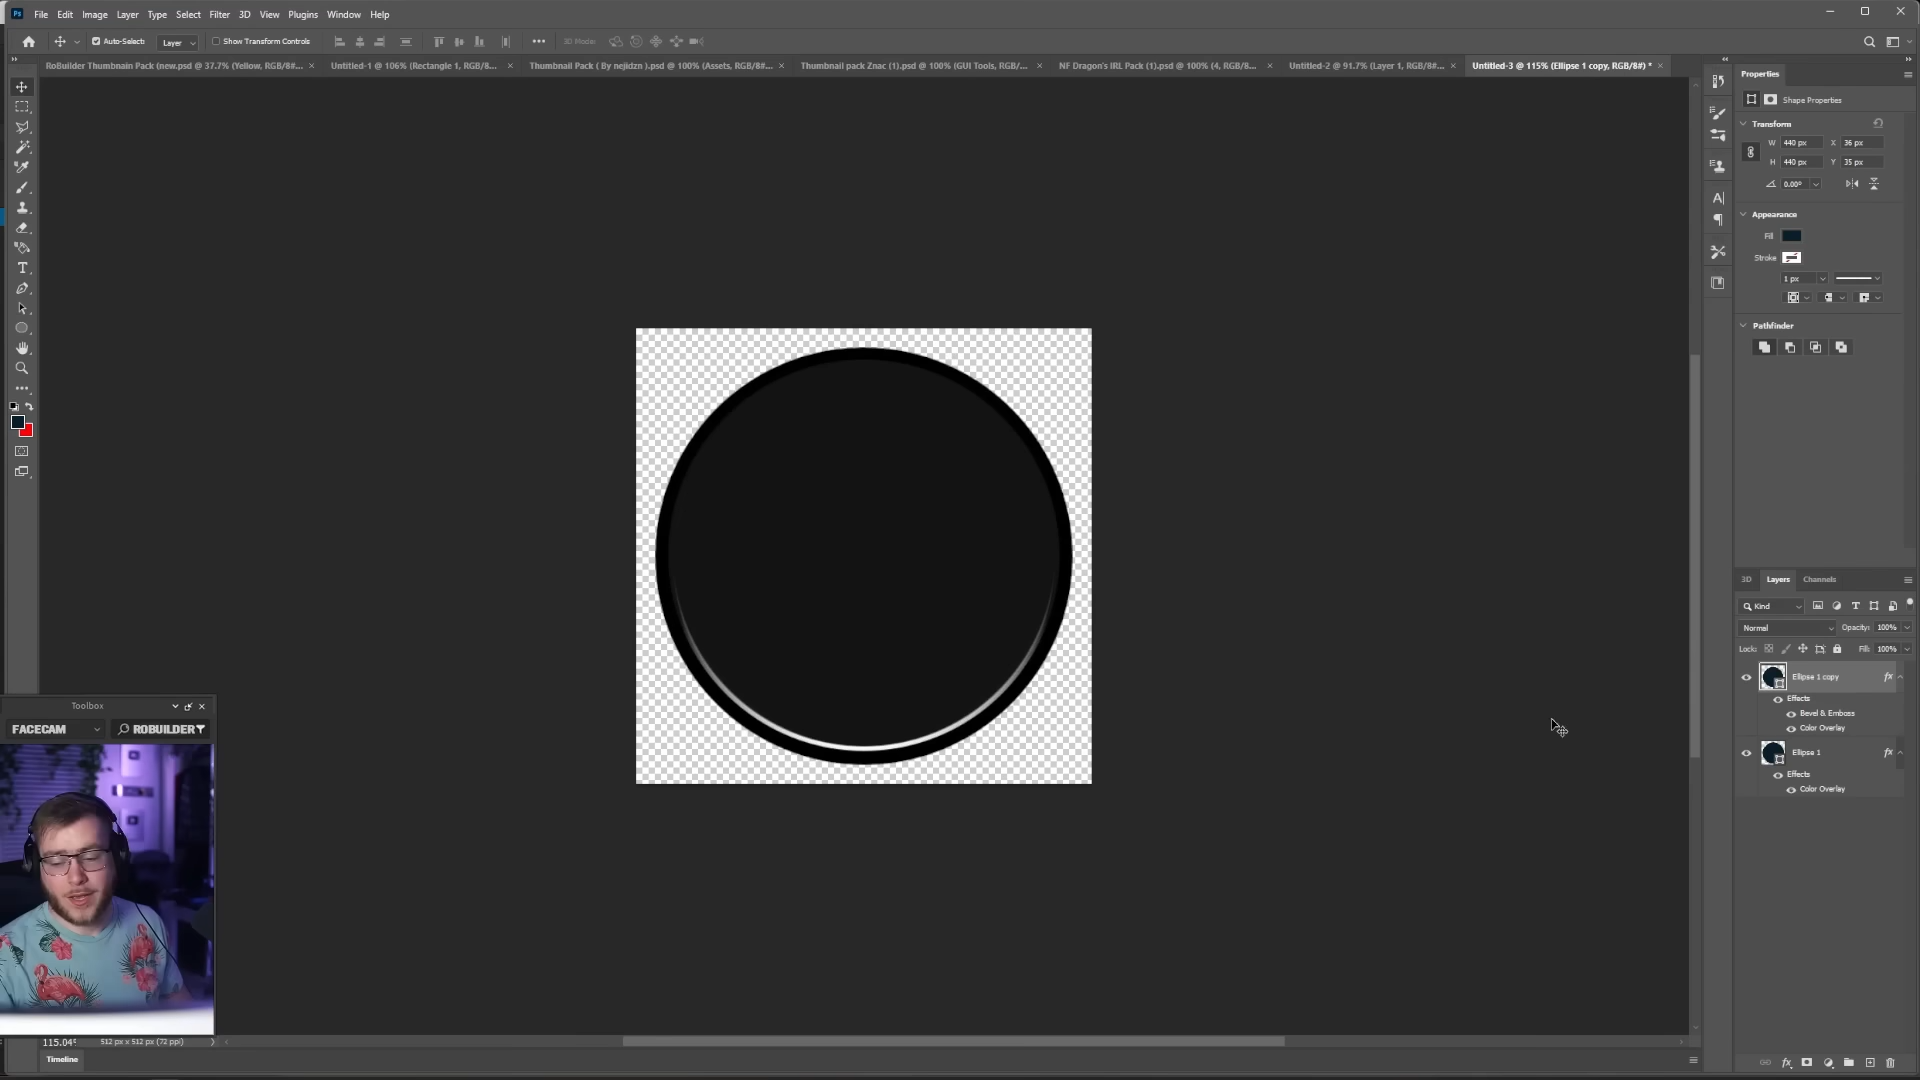 File Edit Image Layer Type Select Filter 3D View Plugins Window Help
Auto-Select: Layer Show Transform Controls 3D Mode:
RoBuilder Thumbnain Pack (new.psd @ 37.7% (Yellow, RGB/8#... Untitled-1 @ 106% (Rectangle 1, RGB/8... Thumbnail Pack ( By nejidzn ).psd @ 100% (Assets, RGB/8#... Thumbnail pack Znac (1).psd @ 100% (GUI Tools, RGB/... NF Dragon's IRL Pack (1).psd @ 100% (4, RGB/8... Untitled-2 @ 91.7% (Layer 1, RGB/8#... Untitled-3 @ 115% (Ellipse 1 copy, RGB/8#) *
Properties
Shape Properties
Transform
W 440 px X 36 px
H 440 px Y 35 px
0.00°
Appearance
Fill
Stroke
1 px
Pathfinder
3D Layers Channels
Kind
Normal Opacity: 100%
Lock: Fill: 100%
Ellipse 1 copy fx
Effects
Bevel & Emboss
Color Overlay
Ellipse 1 fx
Effects
Color Overlay
Toolbox
FACECAM ROBUILDER
512 px x 512 px (72 ppi)
Timeline